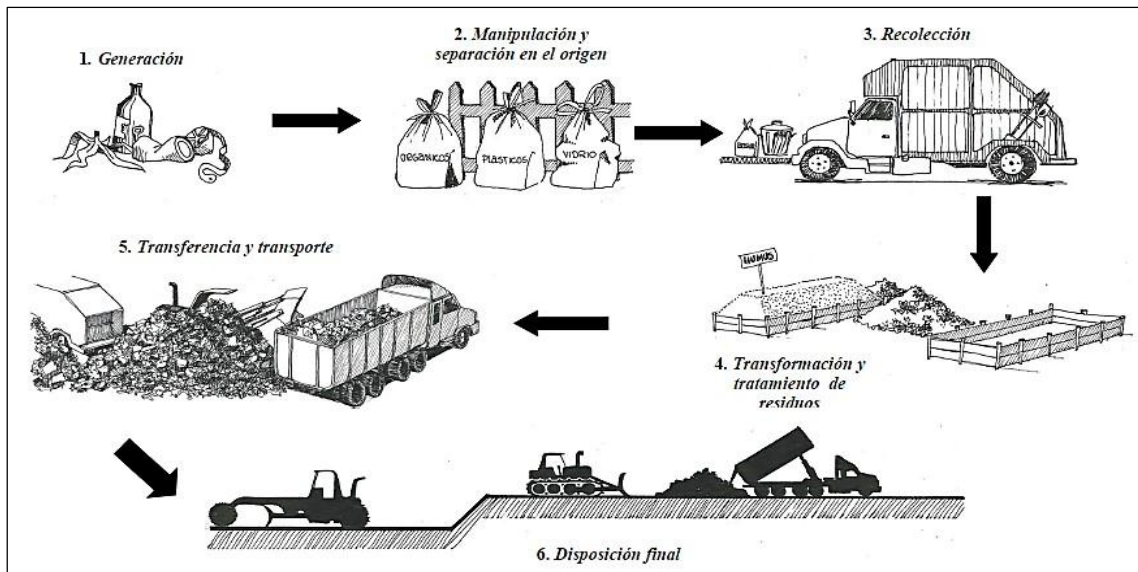 1. Generación
2. Manipulación y
separación en el origen
ORGANICOS
PLASTICOS
VIDRIO
3. Recolección
HUMUS
4. Transformación y
tratamiento de
residuos
5. Transferencia y transporte
6. Disposición final